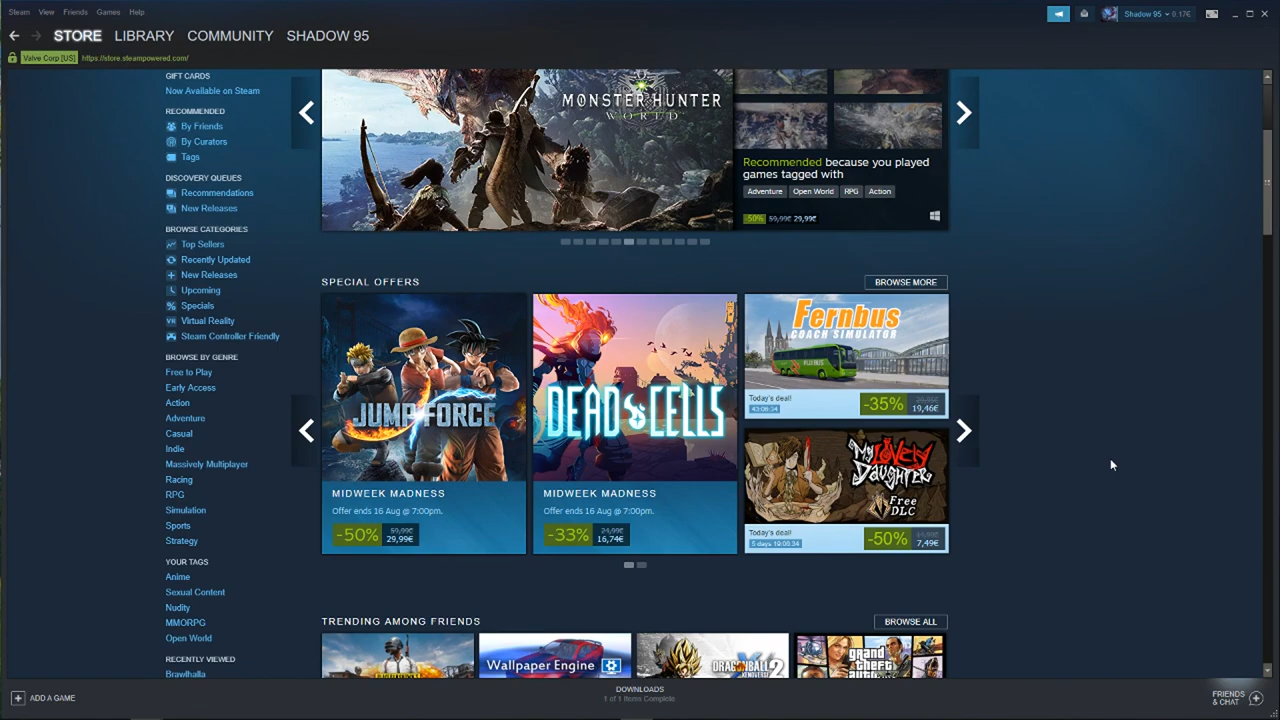 Steam View Friends Games Help
Shadow 95 0.17€
STORE LIBRARY COMMUNITY SHADOW 95
Valve Corp [US] https://store.steampowered.com/
GIFT CARDS
Now Available on Steam
RECOMMENDED
By Friends
By Curators
Tags
DISCOVERY QUEUES
Recommendations
New Releases
BROWSE CATEGORIES
Top Sellers
Recently Updated
New Releases
Upcoming
Specials
VR Virtual Reality
Steam Controller Friendly
BROWSE BY GENRE
Free to Play
Early Access
Action
Adventure
Casual
Indie
Massively Multiplayer
Racing
RPG
Simulation
Sports
Strategy
YOUR TAGS
Anime
Sexual Content
Nudity
MMORPG
Open World
RECENTLY VIEWED
Brawlhalla
MONSTER HUNTER
WORLD
Recommended because you played
games tagged with
Adventure Open World RPG Action
-50% 59,99€ 29,99€
SPECIAL OFFERS
BROWSE MORE
JUMP FORCE
MIDWEEK MADNESS
Offer ends 16 Aug @ 7:00pm.
-50% 59,99€
29,99€
DEAD CELLS
MIDWEEK MADNESS
Offer ends 16 Aug @ 7:00pm.
-33% 24,99€
16,74€
Fernbus
COACH SIMULATOR
FLIXBUS
Today's deal!
-35%
19,46€
My Lovely
Daughter
Free
DLC
Today's deal!
-50%
7,49€
TRENDING AMONG FRIENDS
BROWSE ALL
Wallpaper Engine
DRAGONBALL
XENOVERSE 2
grand
theft
ADD A GAME
DOWNLOADS
1 of 1 Items Complete
FRIENDS
& CHAT